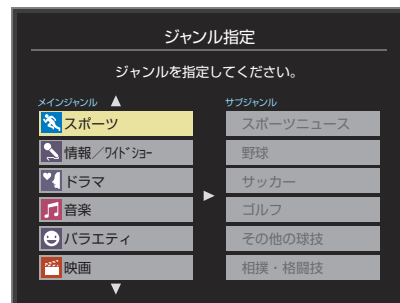 ジャンル指定
ジャンルを指定してください。
メインジャンル
スポーツ
情報／ﾜｲﾄﾞｼｮｰ
ドラマ
音楽
バラエティ
映画
サブジャンル
スポーツニュース
野球
サッカー
ゴルフ
その他の球技
相撲・格闘技